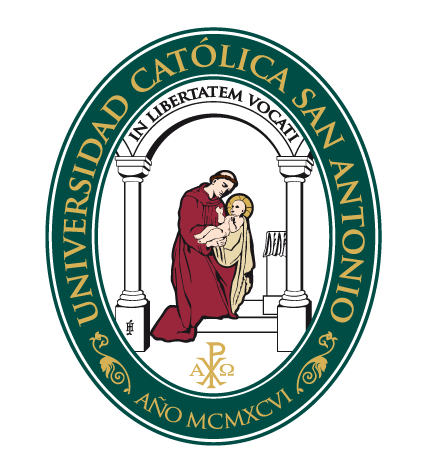 UNIVERSIDAD CATÓLICA SAN ANTONIO
IN LIBERTATEM VOCATI
Α Ω
AÑO MCMXCVI